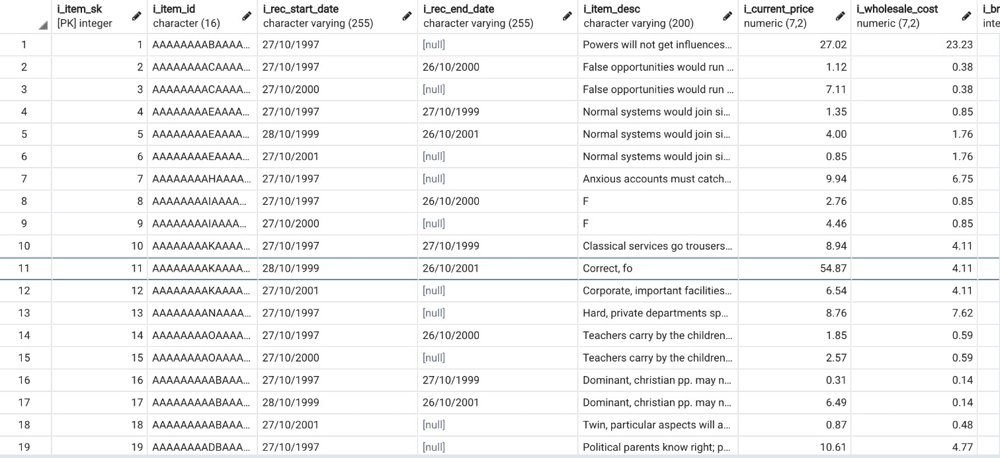 i_item_sk i_item_id i_rec_start_date i_rec_end_date i_item_desc i_current_price i_wholesale_cost i_br
[PK] integer character (16) character varying (255) character varying (255) character varying (200) numeric (7,2) numeric (7,2) inte
1 1 AAAAAAAABAAAA... 27/10/1997 [null] Powers will not get influences... 27.02 23.23
2 2 AAAAAAAACAAAA... 27/10/1997 26/10/2000 False opportunities would run ... 1.12 0.38
3 3 AAAAAAAACAAAA... 27/10/2000 [null] False opportunities would run ... 7.11 0.38
4 4 AAAAAAAAEAAAA... 27/10/1997 27/10/1999 Normal systems would join si... 1.35 0.85
5 5 AAAAAAAAEAAAA... 28/10/1999 26/10/2001 Normal systems would join si... 4.00 1.76
6 6 AAAAAAAAEAAAA... 27/10/2001 [null] Normal systems would join si... 0.85 1.76
7 7 AAAAAAAAHAAAA... 27/10/1997 [null] Anxious accounts must catch... 9.94 6.75
8 8 AAAAAAAAIAAAA... 27/10/1997 26/10/2000 F 2.76 0.85
9 9 AAAAAAAAIAAAA... 27/10/2000 [null] F 4.46 0.85
10 10 AAAAAAAAKAAAA... 27/10/1997 27/10/1999 Classical services go trousers... 8.94 4.11
11 11 AAAAAAAAKAAAA... 28/10/1999 26/10/2001 Correct, fo 54.87 4.11
12 12 AAAAAAAAKAAAA... 27/10/2001 [null] Corporate, important facilities... 6.54 4.11
13 13 AAAAAAAANAAAA... 27/10/1997 [null] Hard, private departments sp... 8.76 7.62
14 14 AAAAAAAAOAAAA... 27/10/1997 26/10/2000 Teachers carry by the children... 1.85 0.59
15 15 AAAAAAAAOAAAA... 27/10/2000 [null] Teachers carry by the children... 2.57 0.59
16 16 AAAAAAAAABAAA... 27/10/1997 27/10/1999 Dominant, christian pp. may n... 0.31 0.14
17 17 AAAAAAAAABAAA... 28/10/1999 26/10/2001 Dominant, christian pp. may n... 6.49 0.14
18 18 AAAAAAAAABAAA... 27/10/2001 [null] Twin, particular aspects will a... 0.87 0.48
19 19 AAAAAAAADBAAA... 27/10/1997 [null] Political parents know right; p... 10.61 4.77